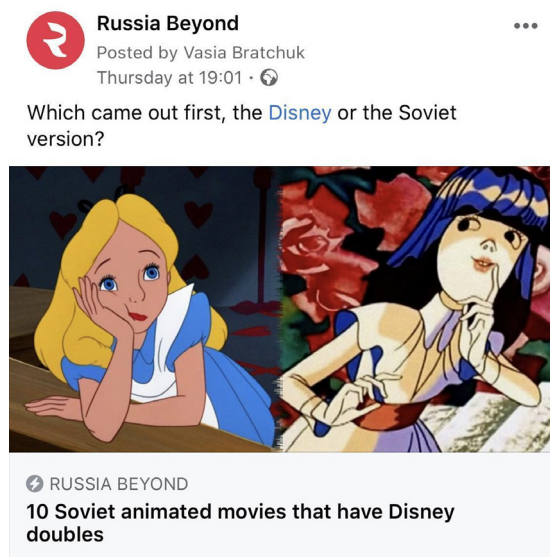 Russia Beyond
Posted by Vasia Bratchuk
Thursday at 19:01 ·
Which came out first, the Disney or the Soviet
version?
RUSSIA BEYOND
10 Soviet animated movies that have Disney
doubles